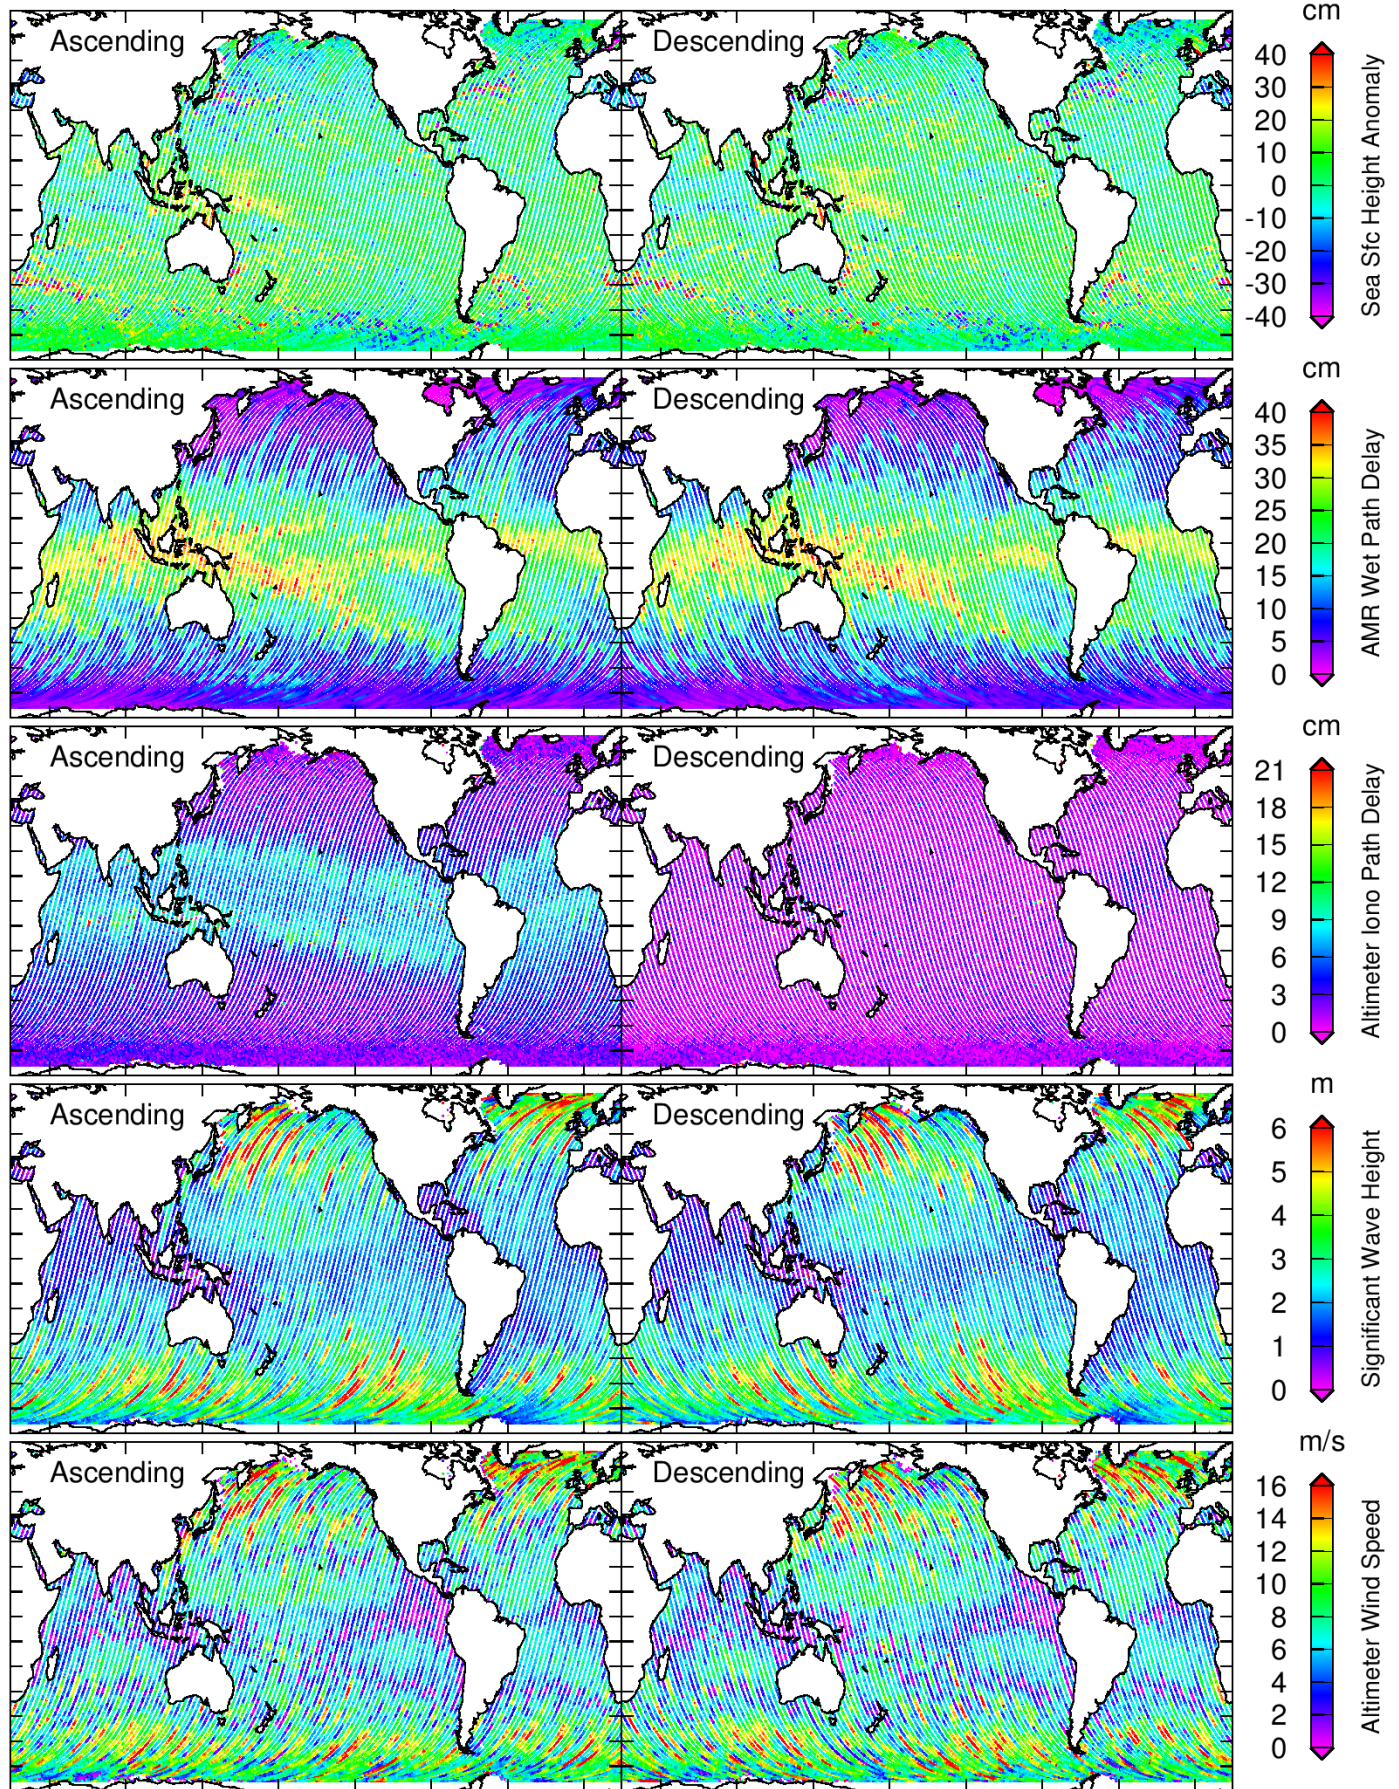 cm
Ascending
Descending
40
30
20
10
0
-10
-20
-30
-40
Sea Sfc Height Anomaly
cm
Ascending
Descending
40
35
30
25
20
15
10
5
0
AMR Wet Path Delay
cm
Ascending
Descending
21
18
15
12
9
6
3
0
Altimeter Iono Path Delay
m
Ascending
Descending
6
5
4
3
2
1
0
Significant Wave Height
m/s
Ascending
Descending
16
14
12
10
8
6
4
2
0
Altimeter Wind Speed